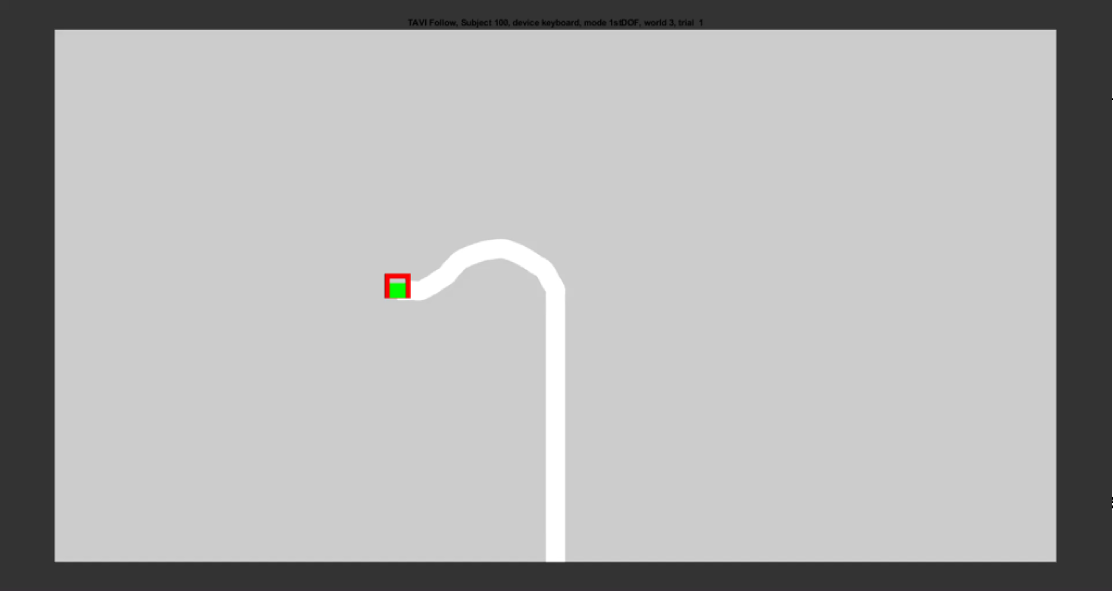 TAVI Follow, Subject 100, device keyboard, mode 1stDOF, world 3, trial  1